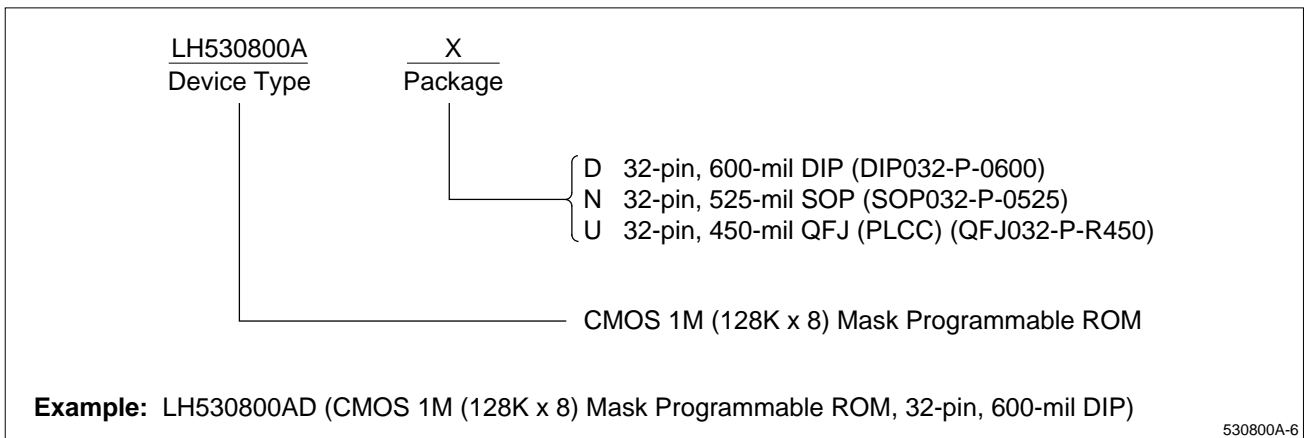 LH530800A X
Device Type Package
D 32-pin, 600-mil DIP (DIP032-P-0600)
N 32-pin, 525-mil SOP (SOP032-P-0525)
U 32-pin, 450-mil QFJ (PLCC) (QFJ032-P-R450)
CMOS 1M (128K x 8) Mask Programmable ROM
Example: LH530800AD (CMOS 1M (128K x 8) Mask Programmable ROM, 32-pin, 600-mil DIP)
530800A-6